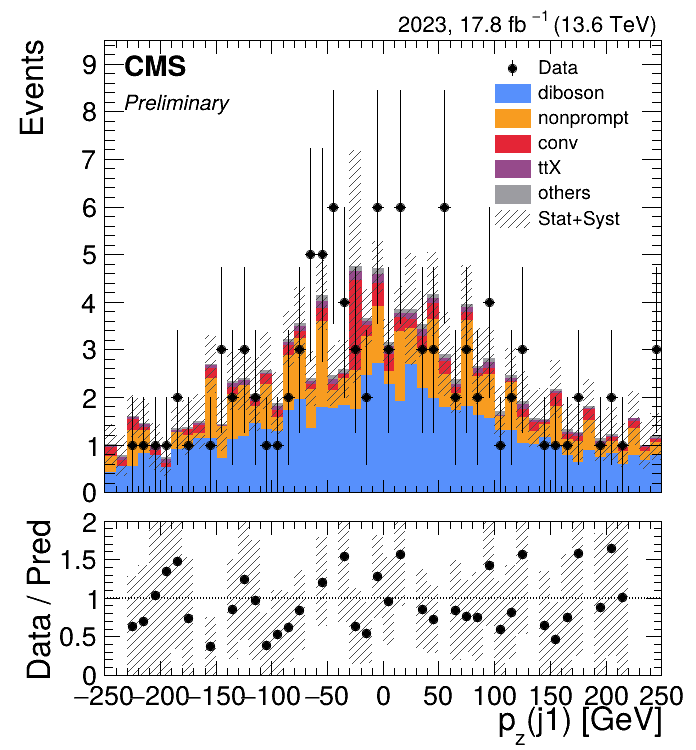 2023, 17.8 fb⁻¹ (13.6 TeV)
Events
CMS
Preliminary
Data
diboson
nonprompt
conv
ttX
others
Stat+Syst
9
8
7
6
5
4
3
2
1
0
Data / Pred
2
1.5
1
0.5
0
−250 −200 −150 −100 −50 0 50 100 150 200 250
p_z(j1) [GeV]